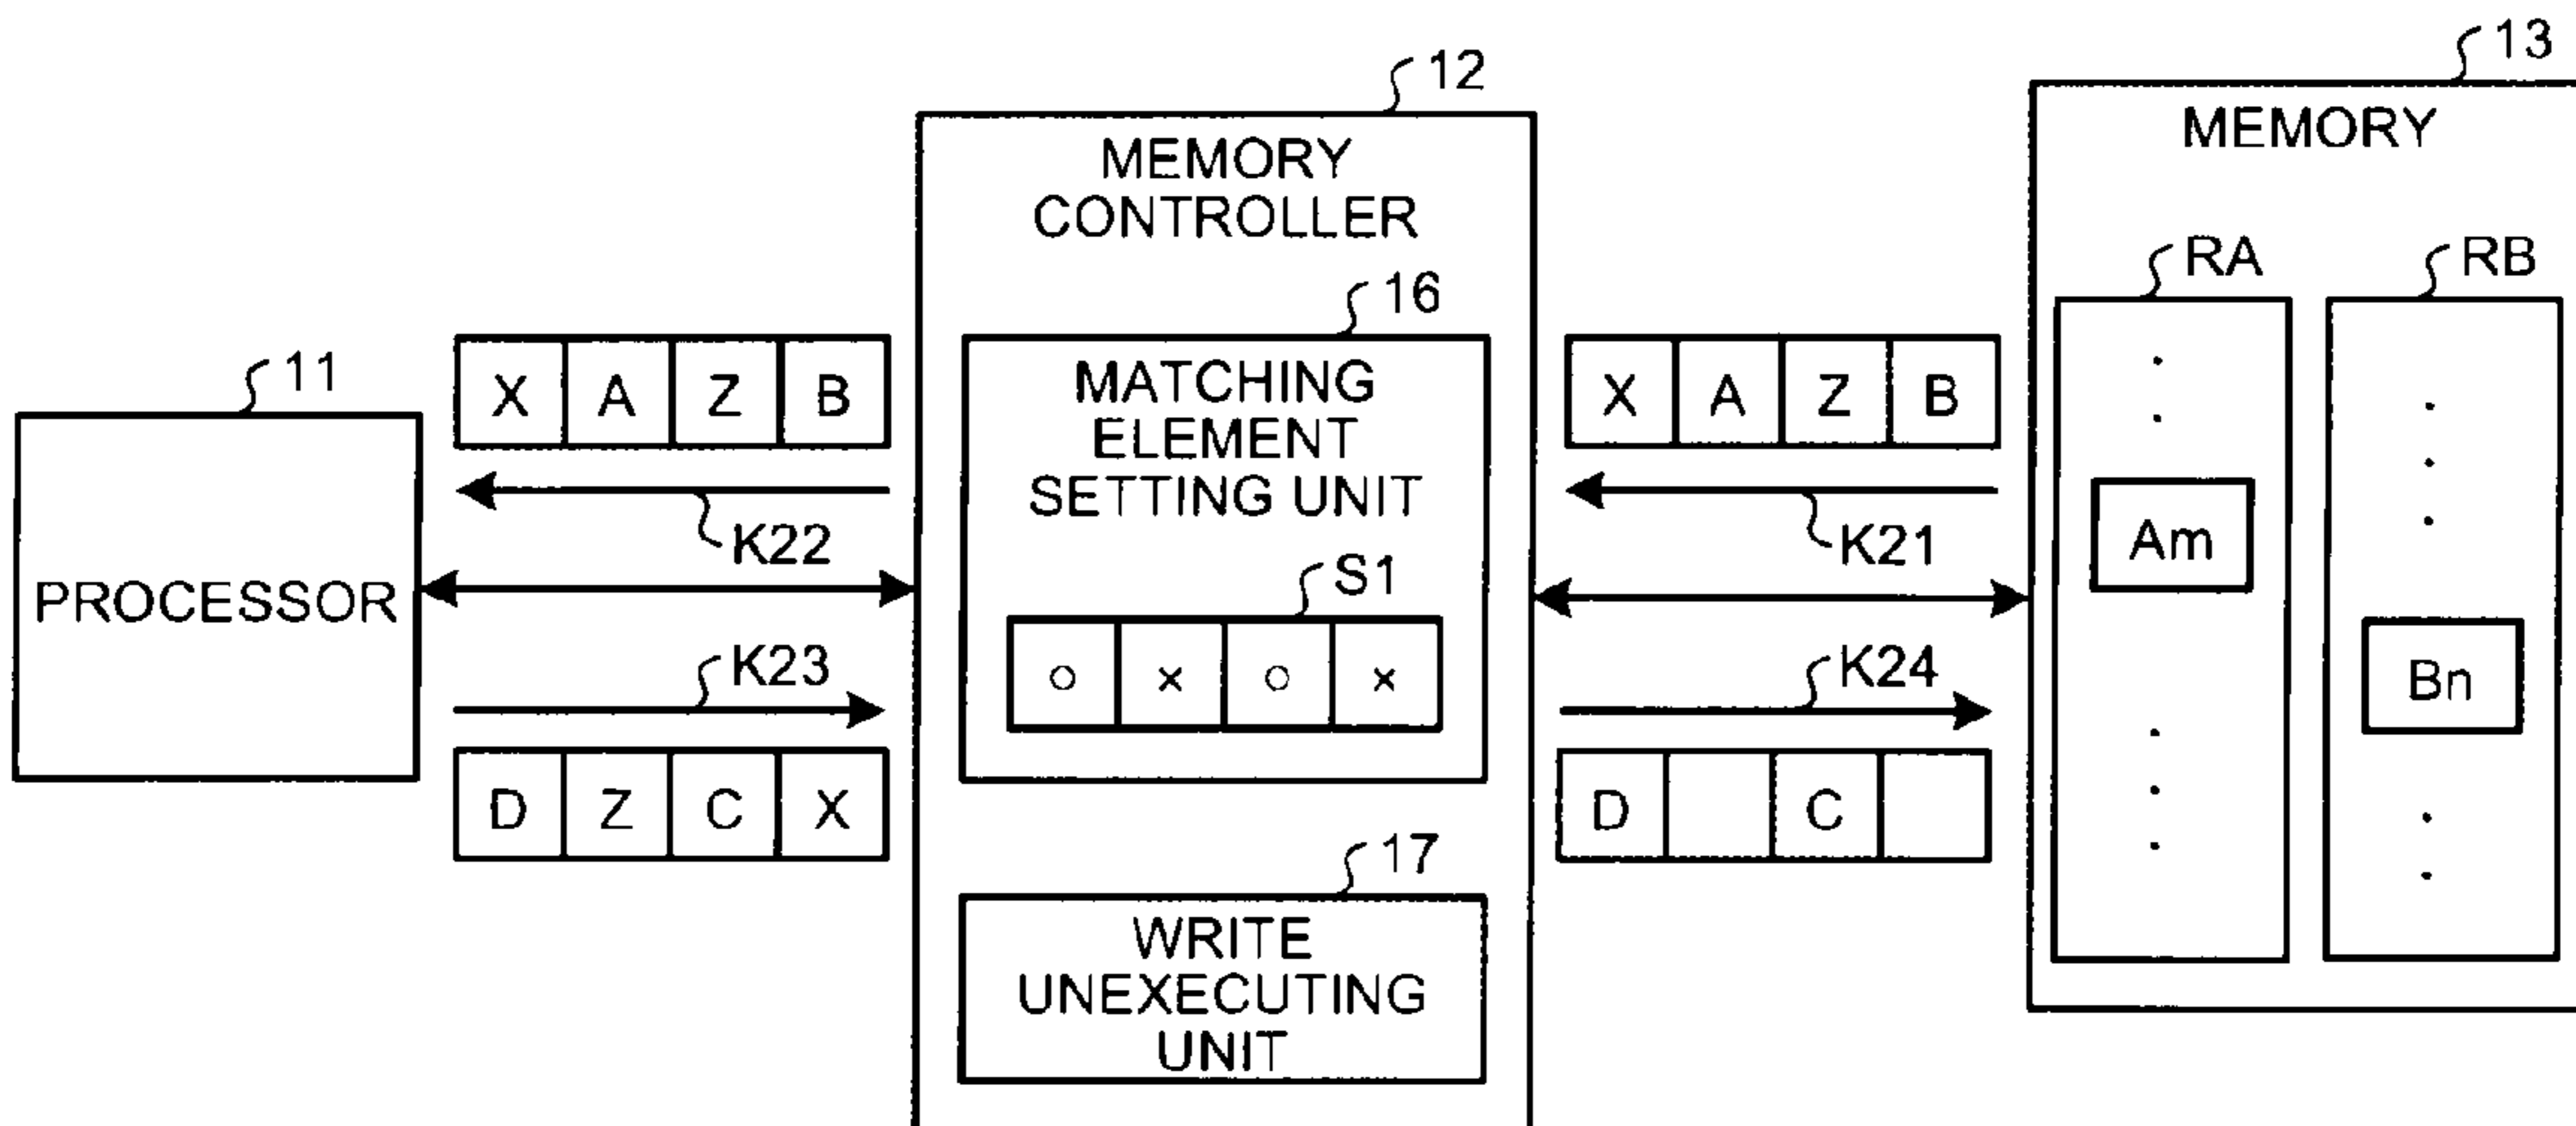 13
12
MEMORY
MEMORY
CONTROLLER
RA
RB
16
11
X A Z B
MATCHING
ELEMENT
SETTING UNIT
X A Z B
K22
K21
Am
PROCESSOR
S1
○ × ○ ×
K23
K24
Bn
D Z C X
D C
17
WRITE
UNEXECUTING
UNIT